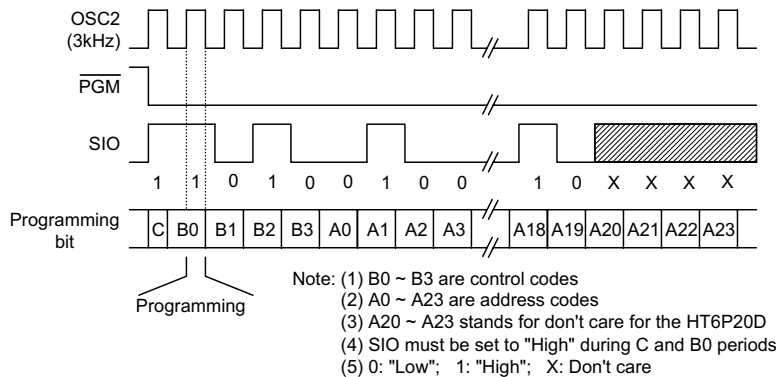 OSC2
(3kHz)
PGM
SIO
1 1 0 1 0 0 1 0 0 1 0 X X X X
Programming
bit
C B0 B1 B2 B3 A0 A1 A2 A3 A18 A19 A20 A21 A22 A23
Programming
Note: (1) B0 ~ B3 are control codes
(2) A0 ~ A23 are address codes
(3) A20 ~ A23 stands for don't care for the HT6P20D
(4) SIO must be set to "High" during C and B0 periods
(5) 0: "Low"; 1: "High"; X: Don't care